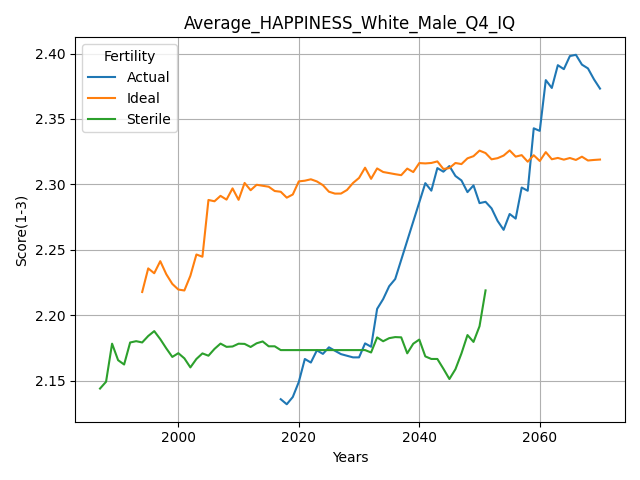 Average_HAPPINESS_White_Male_Q4_IQ
Fertility
Actual
Ideal
Sterile
Score(1-3)
2.40
2.35
2.30
2.25
2.20
2.15
2000
2020
2040
2060
Years